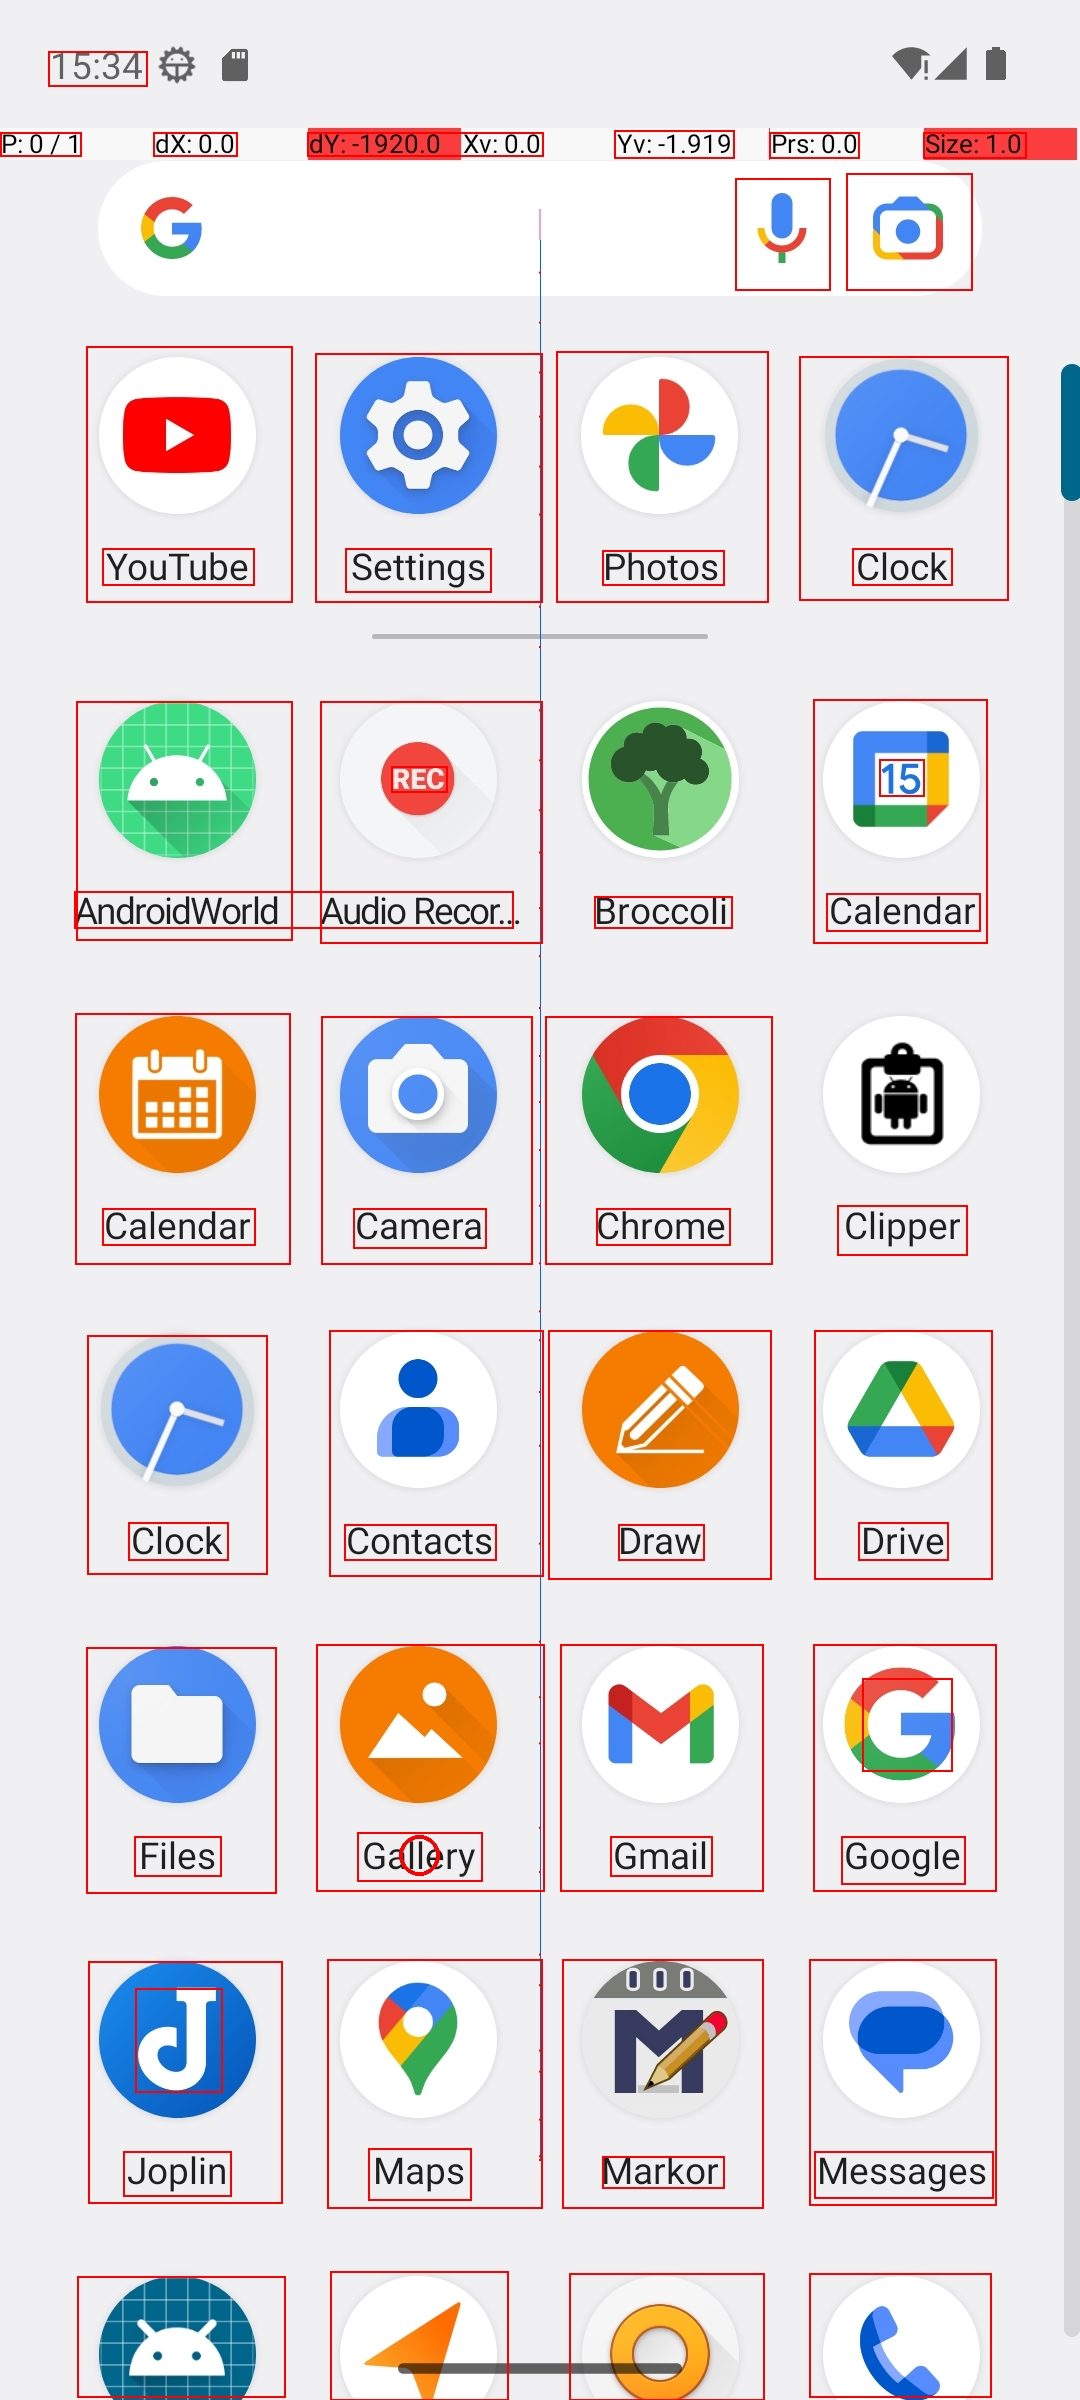 15:34
P: 0 / 1 dX: 0.0 dY: -1920.0 Xv: 0.0 Yv: -1.919 Prs: 0.0 Size: 1.0
YouTube Settings Photos Clock
REC 15
AndroidWorld Audio Recor... Broccoli Calendar
Calendar Camera Chrome Clipper
Clock Contacts Draw Drive
Files Gallery Gmail Google
Joplin Maps Markor Messages